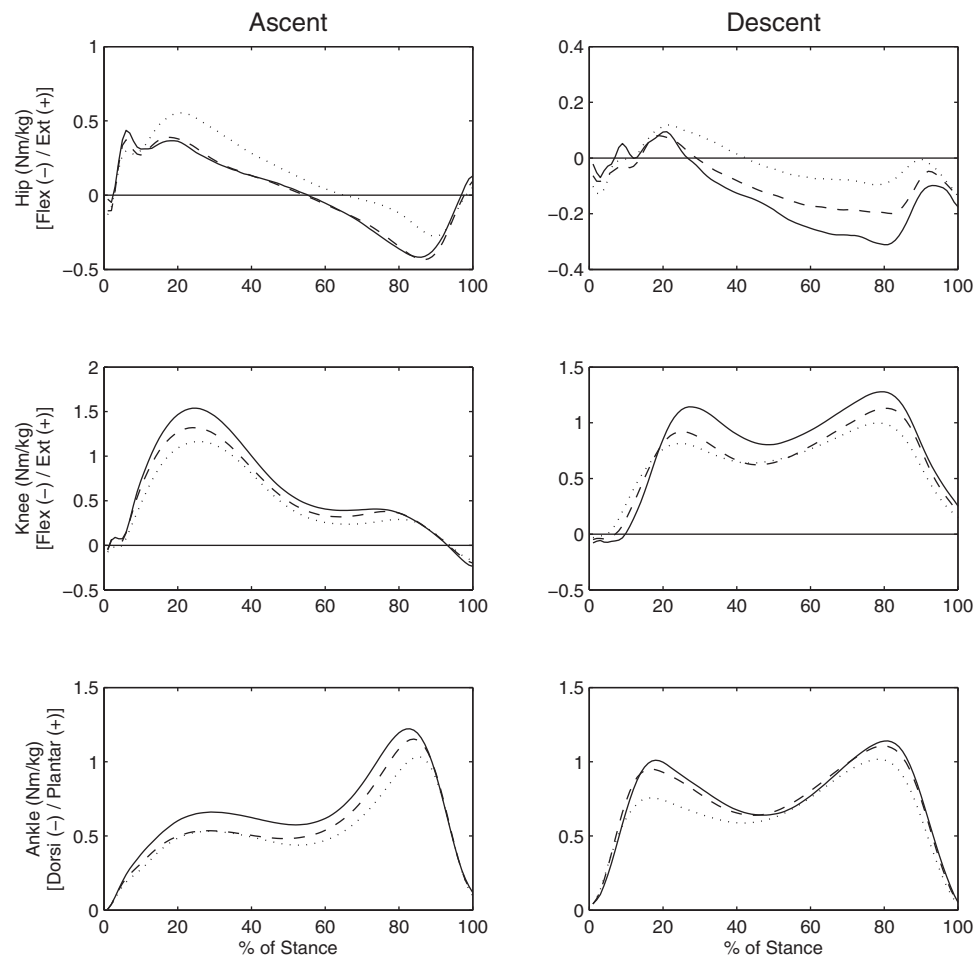 Ascent
Descent
Hip (Nm/kg)
[Flex (−) / Ext (+)]
1
0.5
0
−0.5
0 20 40 60 80 100
0.4
0.2
0
−0.2
−0.4
0 20 40 60 80 100
Knee (Nm/kg)
[Flex (−) / Ext (+)]
2
1.5
1
0.5
0
−0.5
0 20 40 60 80 100
1.5
1
0.5
0
−0.5
0 20 40 60 80 100
Ankle (Nm/kg)
[Dorsi (−) / Plantar (+)]
1.5
1
0.5
0
0 20 40 60 80 100
% of Stance
1.5
1
0.5
0
0 20 40 60 80 100
% of Stance